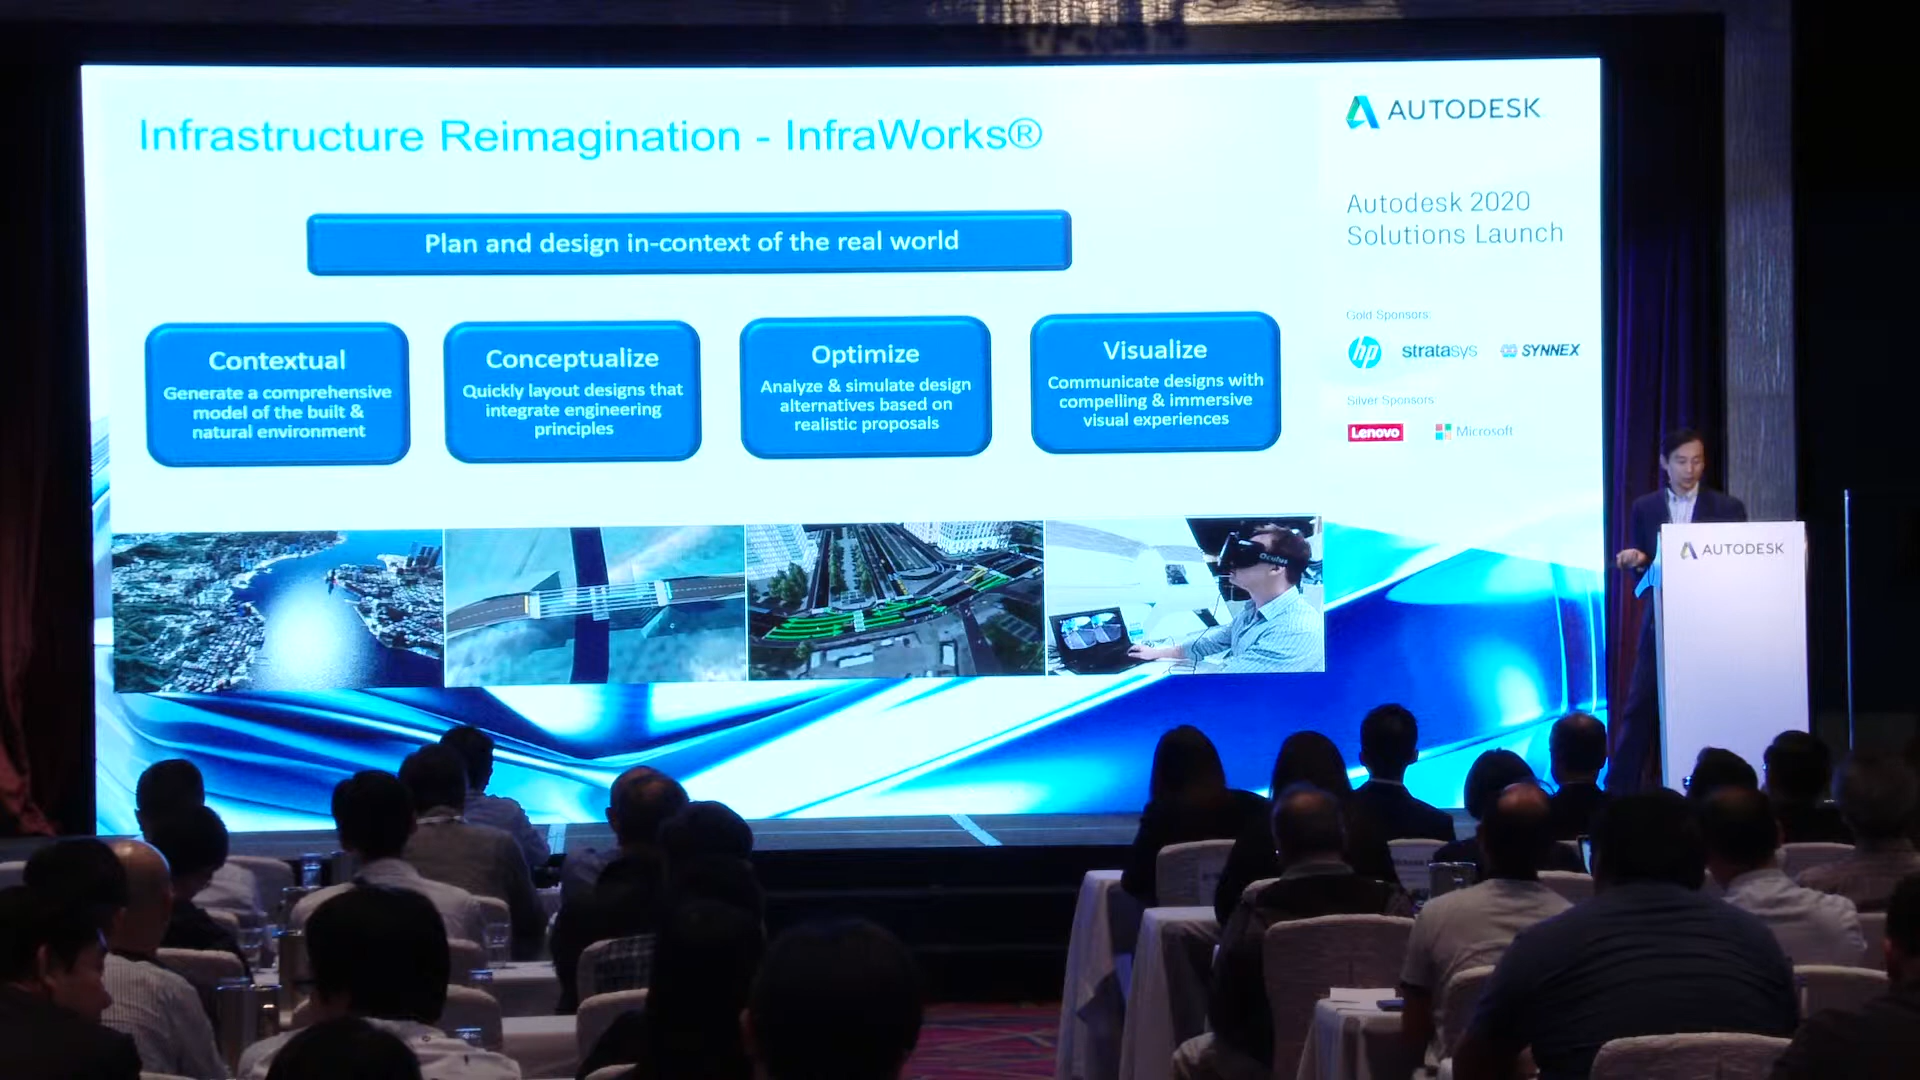 Infrastructure Reimagination - InfraWorks®
Plan and design in-context of the real world
Contextual
Generate a comprehensive
model of the built &
natural environment
Conceptualize
Quickly layout designs that
integrate engineering
principles
Optimize
Analyze & simulate design
alternatives based on
realistic proposals
Visualize
Communicate designs with
compelling & immersive
visual experiences
oculus
AUTODESK
Autodesk 2020
Solutions Launch
Gold Sponsors:
hp stratasys SYNNEX
Silver Sponsors
Lenovo Microsoft
AUTODESK